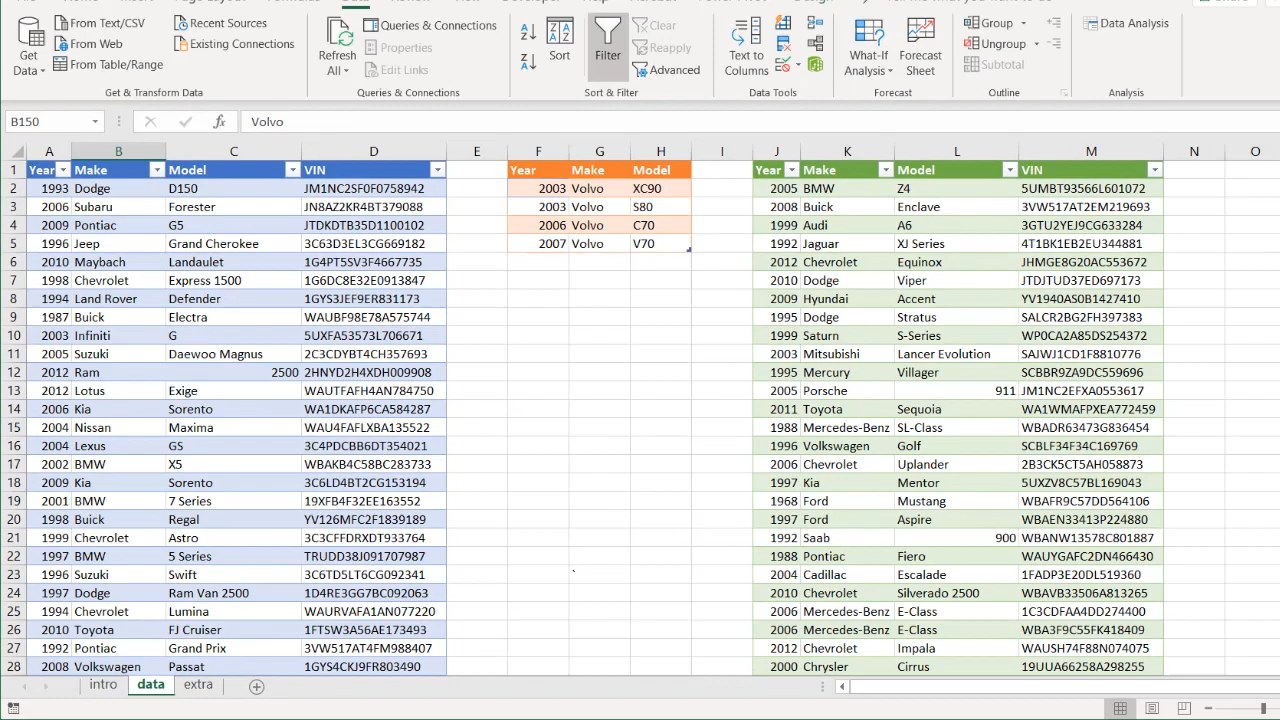 From Text/CSV Recent Sources
From Web Existing Connections
From Table/Range
Get Data
Get & Transform Data
Refresh All
Queries & Connections
Properties
Edit Links
Queries & Connections
Sort
Filter
Clear
Reapply
Advanced
Sort & Filter
Text to Columns
Data Tools
What-If Analysis
Forecast Sheet
Forecast
Group
Ungroup
Subtotal
Outline
Data Analysis
Analysis
B150 fx Volvo
A B C D E F G H I J K L M N O
1 Year Make Model VIN Year Make Model Year Make Model VIN
2 1993 Dodge D150 JM1NC2SF0F0758942 2003 Volvo XC90 2005 BMW Z4 5UMBT93566L601072
3 2006 Subaru Forester JN8AZ2KR4BT379088 2003 Volvo S80 2008 Buick Enclave 3VW517AT2EM219693
4 2009 Pontiac G5 JTDKDTB35D1100102 2006 Volvo C70 1999 Audi A6 3GTU2YEJ9CG633284
5 1996 Jeep Grand Cherokee 3C63D3EL3CG669182 2007 Volvo V70 1992 Jaguar XJ Series 4T1BK1EB2EU344881
6 2010 Maybach Landaulet 1G4PT5SV3F4667735 2012 Chevrolet Equinox JHMGE8G20AC553672
7 1998 Chevrolet Express 1500 1G6DC8E32E0913847 2010 Dodge Viper JTDJTUD37ED170960
8 1994 Land Rover Defender 1GYS3JEF9ER831173 2009 Hyundai Accent YV1940AS0B1427410
9 1987 Buick Electra WAUBF98E78A575744 1995 Dodge Stratus SALCR2BG2FH397383
10 2003 Infiniti G 5UXFA53573L706671 1999 Saturn S-Series WP0CA2A85DS254372
11 2005 Suzuki Daewoo Magnus 2C3CDYBT4CH357693 2003 Mitsubishi Lancer Evolution SAJWJ1CD1F8810776
12 2012 Ram 2500 2HNYD2H4XDH009908 1995 Mercury Villager SCBBR9ZA9DC559696
13 2012 Lotus Exige WAUTFAFH4AN784750 2005 Porsche 911 JM1NC2EFXA0553617
14 2006 Kia Sorento WA1DKAFP6CA584287 2011 Toyota Sequoia WA1WMAFPXEA772459
15 2004 Nissan Maxima WAU4FAFLXBA135522 1988 Mercedes-Benz SL-Class WBADR63473G836454
16 2004 Lexus GS 3C4PDCBB6DT354021 1996 Volkswagen Golf SCBLF34F34C169769
17 2002 BMW X5 WBAKB4C58BC283733 2006 Chevrolet Uplander 2B3CK5CT5AH058873
18 2009 Kia Sorento 3C6LD4BT2CG153194 1997 Kia Mentor 5UXZV8C57BL169043
19 2001 BMW 7 Series 19XFB4F32EE163552 1968 Ford Mustang WBAFR9C57DD564106
20 1998 Buick Regal YV126MFC2F1839189 1997 Ford Aspire WBAEN33413P224880
21 1999 Chevrolet Astro 3C3CFFDRXDT933764 1992 Saab 900 WBANW13578C801887
22 1997 BMW 5 Series TRUDD38J091707987 1988 Pontiac Fiero WAUYGAFC2DN466430
23 1996 Suzuki Swift 3C6TD5LT6CG092341 2004 Cadillac Escalade 1FADP3E20DL519360
24 1997 Dodge Ram Van 2500 1D4RE3GG7BC092063 2010 Chevrolet Silverado 2500 WBAVB33506A813265
25 1994 Chevrolet Lumina WAURVAFA1AN077220 2006 Mercedes-Benz E-Class 1C3CDFAA4DD274400
26 2010 Toyota FJ Cruiser 1FTSW3A56AE173493 2006 Mercedes-Benz E-Class WBA3F9C55FK418409
27 1992 Pontiac Grand Prix 3VW517AT4FM988407 2012 Chevrolet Impala WAUSH74F88N074075
28 2008 Volkswagen Passat 1GYS4CKJ9FR803490 2000 Chrysler Cirrus 19UUA66258A298255
intro data extra